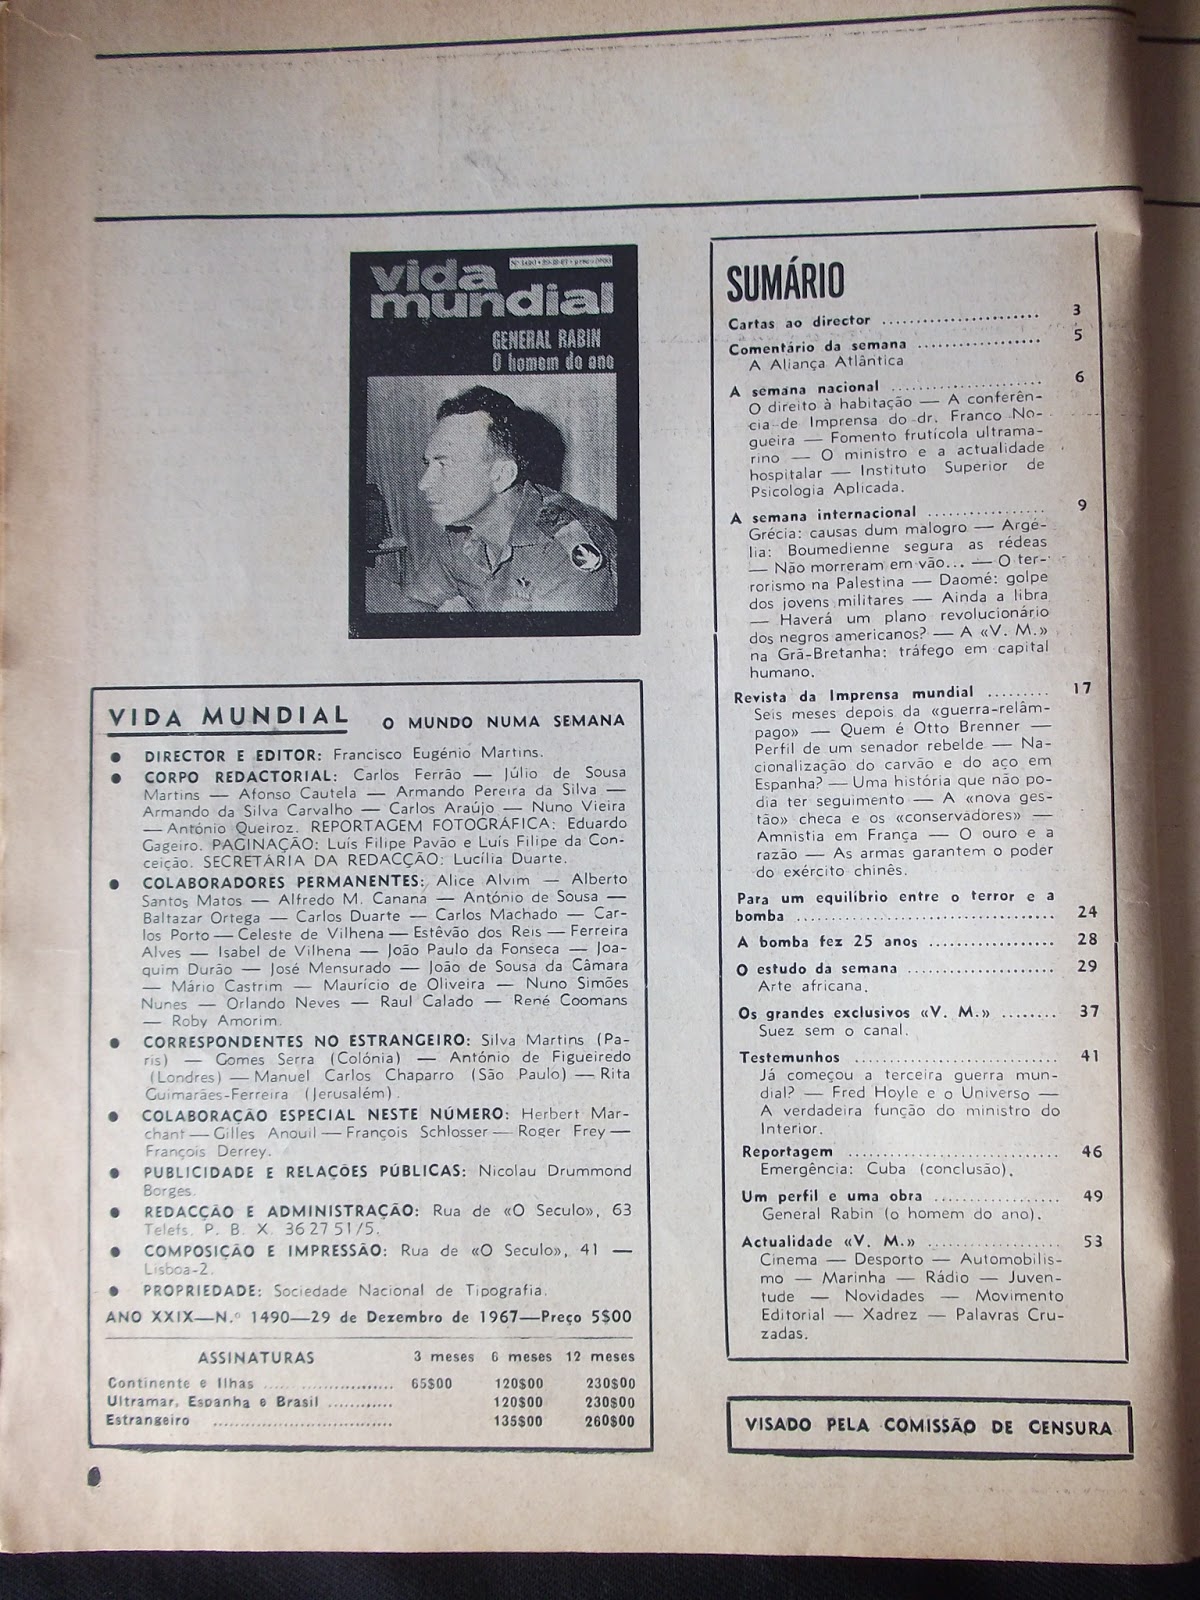 vida
mundial
GENERAL RABIN
O homem do ano
VIDA MUNDIAL O MUNDO NUMA SEMANA
● DIRECTOR E EDITOR: Francisco Eugénio Martins.
● CORPO REDACTORIAL: Carlos Ferrão — Júlio de Sousa
Martins — Afonso Cautela — Armando Pereira da Silva —
Armando da Silva Carvalho — Carlos Araújo — Nuno Vieira
— António Queiroz. REPORTAGEM FOTOGRÁFICA: Eduardo
Gageiro. PAGINAÇÃO: Luís Filipe Pavão e Luís Filipe da Con-
ceição. SECRETÁRIA DA REDACÇÃO: Lucília Duarte.
● COLABORADORES PERMANENTES: Alice Alvim — Alberto
Santos Matos — Alfredo M. Canana — António de Sousa —
Baltazar Ortega — Carlos Duarte — Carlos Machado — Car-
los Porto — Celeste de Vilhena — Estêvão dos Reis — Ferreira
Alves — Isabel de Vilhena — João Paulo da Fonseca — Joa-
quim Durão — José Mensurado — João de Sousa da Câmara
— Mário Castrim — Maurício de Oliveira — Nuno Simões
Nunes — Orlando Neves — Raul Calado — René Coomans
— Roby Amorim.
● CORRESPONDENTES NO ESTRANGEIRO: Silva Martins (Pa-
ris) — Gomes Serra (Colónia) — António de Figueiredo
(Londres) — Manuel Carlos Chaparro (São Paulo) — Rita
Guimarães-Ferreira (Jerusalém).
● COLABORAÇÃO ESPECIAL NESTE NÚMERO: Herbert Mar-
chant — Gilles Anouil — François Schlosser — Roger Frey —
François Derrey.
● PUBLICIDADE E RELAÇÕES PÚBLICAS: Nicolau Drummond
Borges.
● REDACÇÃO E ADMINISTRAÇÃO: Rua de «O Seculo», 63
Telefs. P. B. X. 36 27 51/5.
● COMPOSIÇÃO E IMPRESSÃO: Rua de «O Seculo», 41 —
Lisboa-2.
● PROPRIEDADE: Sociedade Nacional de Tipografia.
ANO XXIX—N.º 1490—29 de Dezembro de 1967—Preço 5$00
ASSINATURAS 3 meses 6 meses 12 meses
Continente e Ilhas ........................ 65$00 120$00 230$00
Ultramar, Espanha e Brasil ............ 120$00 230$00
Estrangeiro ................................. 135$00 260$00
SUMÁRIO
Cartas ao director ........................ 3
Comentário da semana .................. 5
A Aliança Atlântica
A semana nacional ....................... 6
O direito à habitação — A conferên-
cia de Imprensa do dr. Franco No-
gueira — Fomento frutícola ultrama-
rino — O ministro e a actualidade
hospitalar — Instituto Superior de
Psicologia Aplicada.
A semana internacional ................. 9
Grécia: causas dum malogro — Argé-
lia: Boumedienne segura as rédeas
— Não morreram em vão... — O ter-
rorismo na Palestina — Daomé: golpe
dos jovens militares — Ainda a libra
— Haverá um plano revolucionário
dos negros americanos? — A «V. M.»
na Grã-Bretanha: tráfego em capital
humano.
Revista da Imprensa mundial ......... 17
Seis meses depois da «guerra-relâm-
pago» — Quem é Otto Brenner —
Perfil de um senador rebelde — Na-
cionalização do carvão e do aço em
Espanha? — Uma história que não po-
dia ter seguimento — A «nova ges-
tão» checa e os «conservadores» —
Amnistia em França — O ouro e a
razão — As armas garantem o poder
do exército chinês.
Para um equilíbrio entre o terror e a
bomba ..................................... 24
A bomba fez 25 anos .................. 28
O estudo da semana ..................... 29
Arte africana.
Os grandes exclusivos «V. M.» ........ 37
Suez sem o canal.
Testemunhos ............................... 41
Já começou a terceira guerra mun-
dial? — Fred Hoyle e o Universo —
A verdadeira função do ministro do
Interior.
Reportagem ................................ 46
Emergência: Cuba (conclusão).
Um perfil e uma obra ................... 49
General Rabin (o homem do ano).
Actualidade «V. M.» .................... 53
Cinema — Desporto — Automobilis-
mo — Marinha — Rádio — Juven-
tude — Novidades — Movimento
Editorial — Xadrez — Palavras Cru-
zadas.
VISADO PELA COMISSÃO DE CENSURA